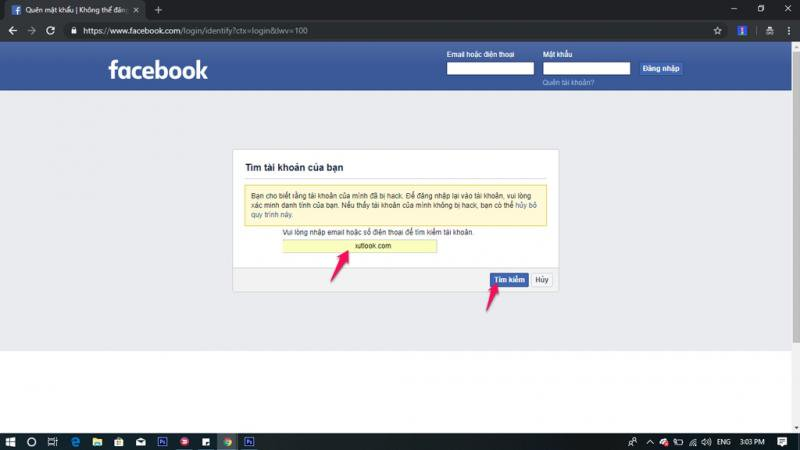 Quên mật khẩu | Không thể đăng
https://www.facebook.com/login/identify?ctx=login&lwv=100
facebook
Email hoặc điện thoại
Mật khẩu
Đăng nhập
Quên tài khoản?
Tìm tài khoản của bạn
Bạn cho biết rằng tài khoản của mình đã bị hack. Để đăng nhập lại vào tài khoản, vui lòng
xác minh danh tính của bạn. Nếu thấy tài khoản của mình không bị hack, bạn có thể hủy bỏ
quy trình này.
Vui lòng nhập email hoặc số điện thoại để tìm kiếm tài khoản.
outlook.com
Tìm kiếm
Hủy
ENG
3:03 PM